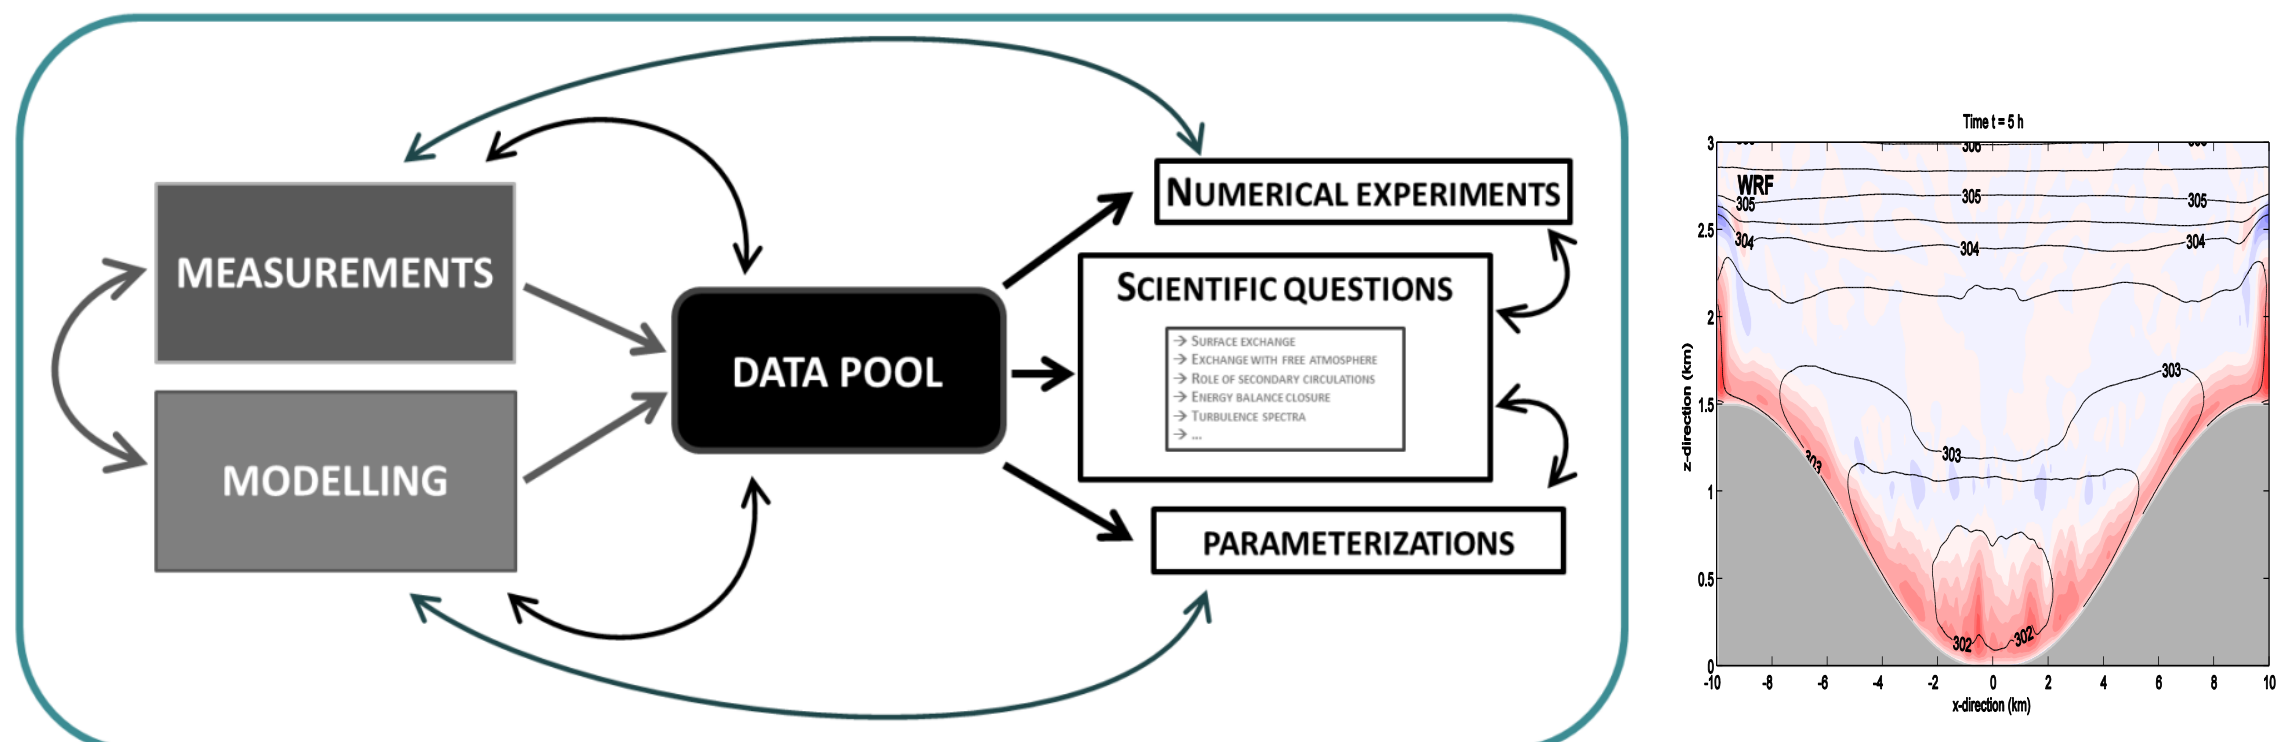 MEASUREMENTS
MODELLING
DATA POOL
NUMERICAL EXPERIMENTS
SCIENTIFIC QUESTIONS
→ SURFACE EXCHANGE
→ EXCHANGE WITH FREE ATMOSPHERE
→ ROLE OF SECONDARY CIRCULATIONS
→ ENERGY BALANCE CLOSURE
→ TURBULENCE SPECTRA
→ ...
PARAMETERIZATIONS
Time t = 5 h
WRF
306
305 305 305
304 304 304
303
303
303
302 302
z-direction (km)
3
2.5
2
1.5
1
0.5
0
-10 -8 -6 -4 -2 0 2 4 6 8 10
x-direction (km)